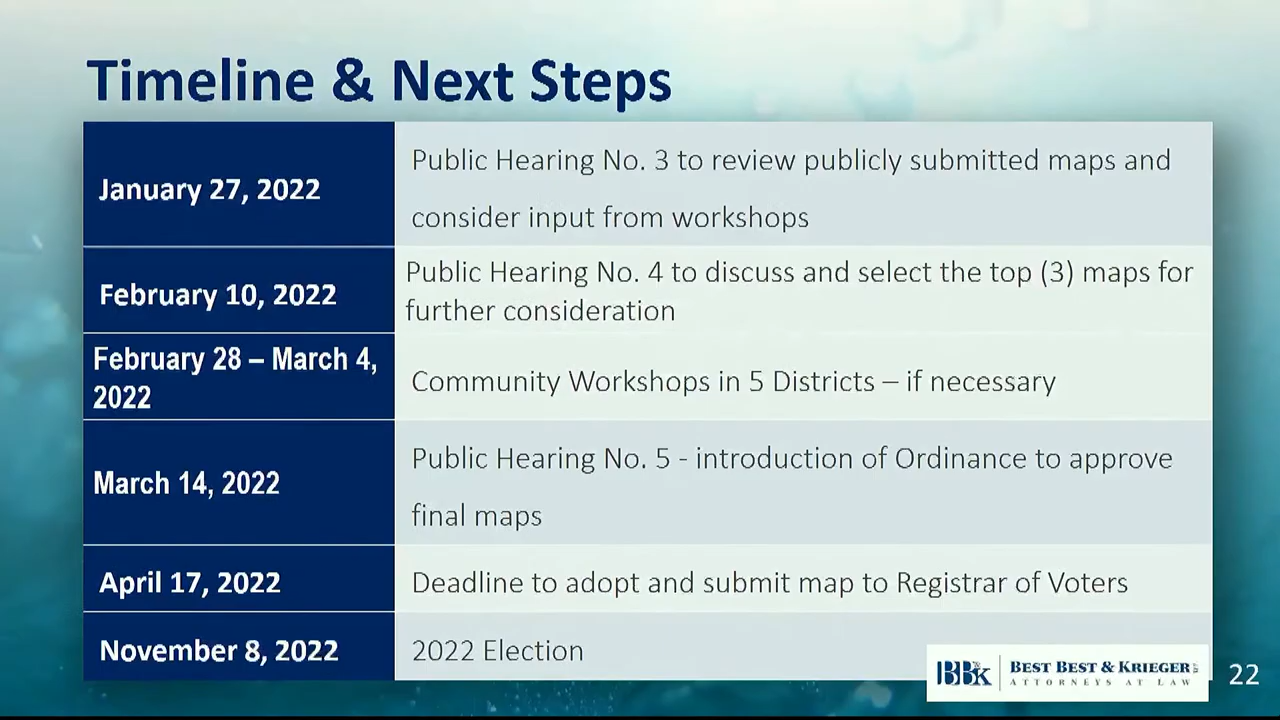 Timeline & Next Steps
January 27, 2022
Public Hearing No. 3 to review publicly submitted maps and
consider input from workshops
February 10, 2022
Public Hearing No. 4 to discuss and select the top (3) maps for
further consideration
February 28 – March 4,
2022
Community Workshops in 5 Districts – if necessary
March 14, 2022
Public Hearing No. 5 - introduction of Ordinance to approve
final maps
April 17, 2022
Deadline to adopt and submit map to Registrar of Voters
November 8, 2022
2022 Election
BBK
BEST BEST & KRIEGER
ATTORNEYS AT LAW
22